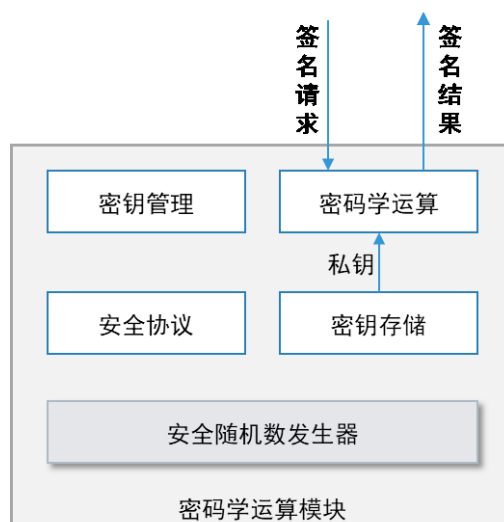 签名请求
签名结果
密钥管理
密码学运算
私钥
安全协议
密钥存储
安全随机数发生器
密码学运算模块